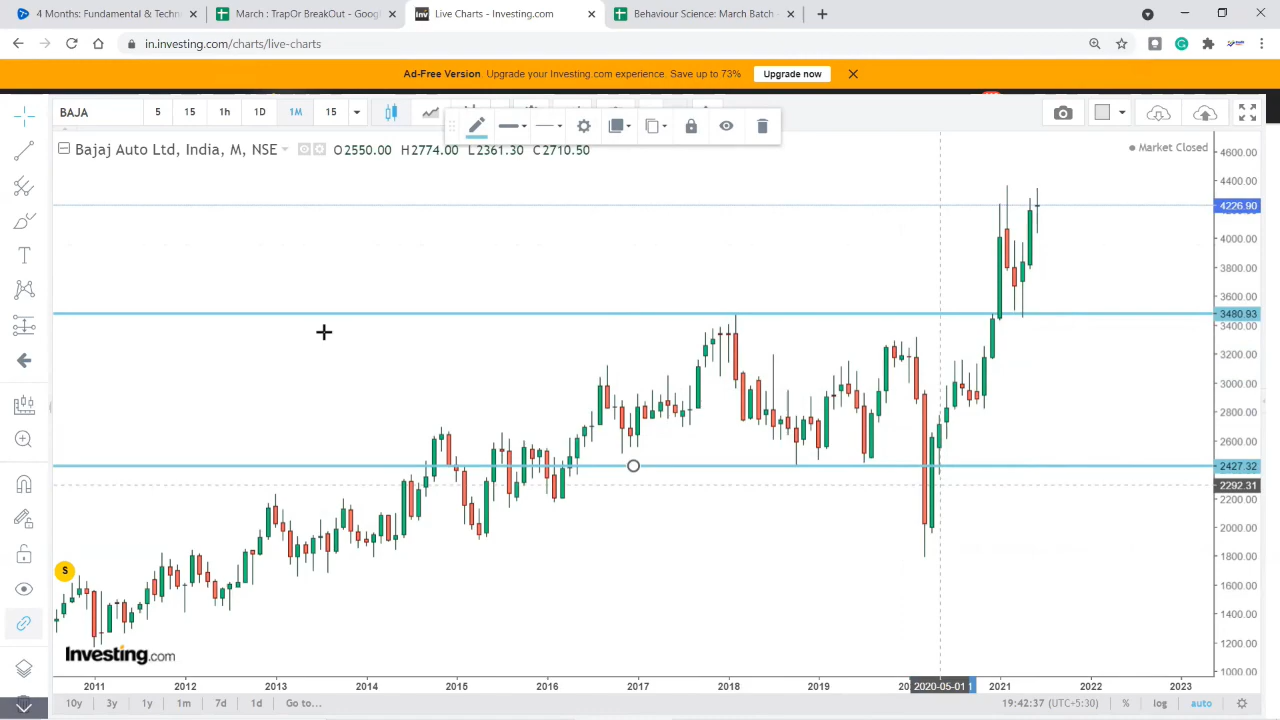 4 Months: Fundamental & Techn
March : TrapOr BreakOut - Googl
Live Charts - Investing.com
Behaviour Science: March Batch -
in.investing.com/charts/live-charts
Ad-Free Version Upgrade your Investing.com experience. Save up to 73% Upgrade now
BAJA 5 15 1h 1D 1M 15
Bajaj Auto Ltd, India, M, NSE O2550.00 H2774.00 L2361.30 C2710.50
Market Closed
4600.00
4400.00
4226.90
4000.00
3800.00
3600.00
3480.93
3400.00
3200.00
3000.00
2800.00
2600.00
2427.32
2292.31
2200.00
2000.00
1800.00
1600.00
1400.00
1200.00
1000.00
S
Investing.com
2011 2012 2013 2014 2015 2016 2017 2018 2019 2020-05-01 2021 2022 2023
10y 3y 1y 1m 7d 1d Go to... 19:42:37 (UTC+5:30) % log auto